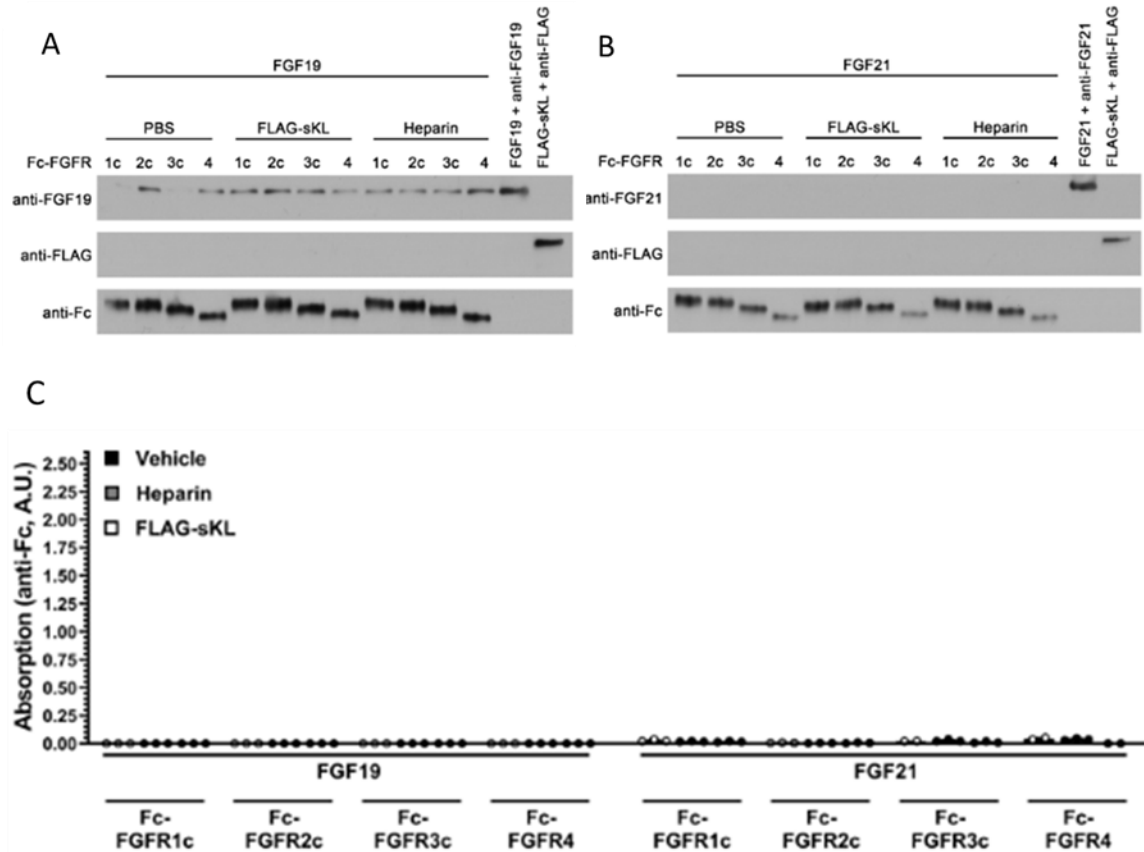 A
FGF19
FGF19 + anti-FGF19
FLAG-sKL + anti-FLAG
PBS FLAG-sKL Heparin
Fc-FGFR 1c 2c 3c 4 1c 2c 3c 4 1c 2c 3c 4
anti-FGF19
anti-FLAG
anti-Fc
B
FGF21
FGF21 + anti-FGF21
FLAG-sKL + anti-FLAG
PBS FLAG-sKL Heparin
Fc-FGFR 1c 2c 3c 4 1c 2c 3c 4 1c 2c 3c 4
anti-FGF21
anti-FLAG
anti-Fc
C
Absorption (anti-Fc, A.U.)
2.50
2.25
2.00
1.75
1.50
1.25
1.00
0.75
0.50
0.25
0.00
Vehicle
Heparin
FLAG-sKL
FGF19 FGF21
Fc- Fc- Fc- Fc- Fc- Fc- Fc- Fc-
FGFR1c FGFR2c FGFR3c FGFR4 FGFR1c FGFR2c FGFR3c FGFR4